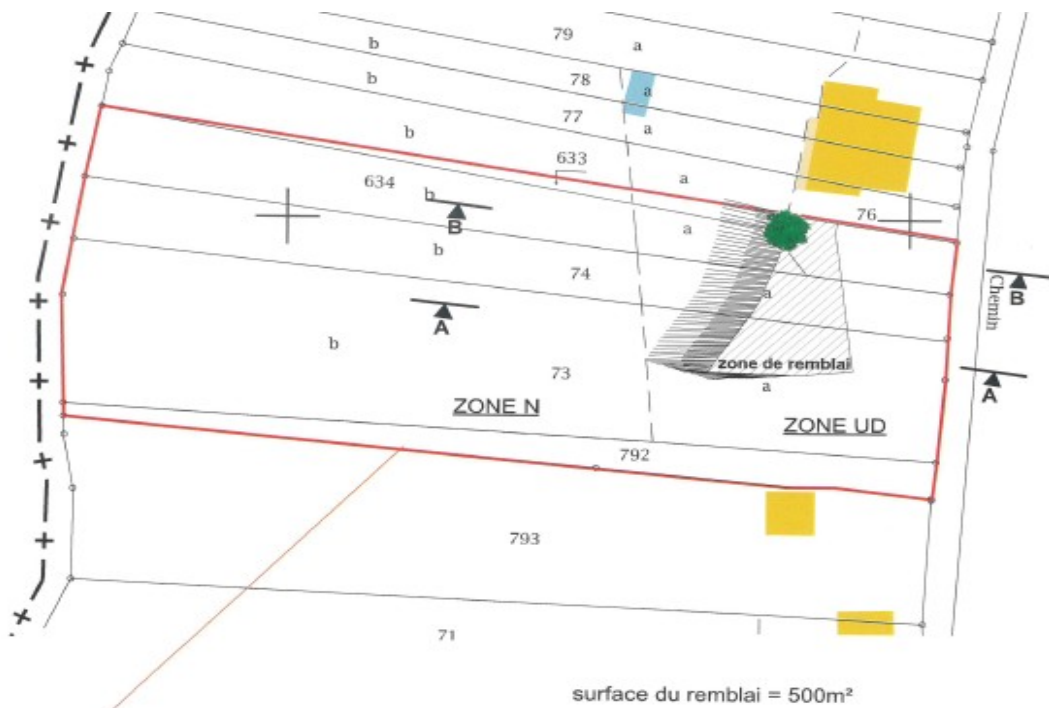 79
a
b
78
b
a
77
a
b
633
634
a
b
76
B
a
b
74
B
Chemin
a
A
b
zone de remblai
73
a
A
ZONE N
ZONE UD
792
793
71
surface du remblai = 500m²